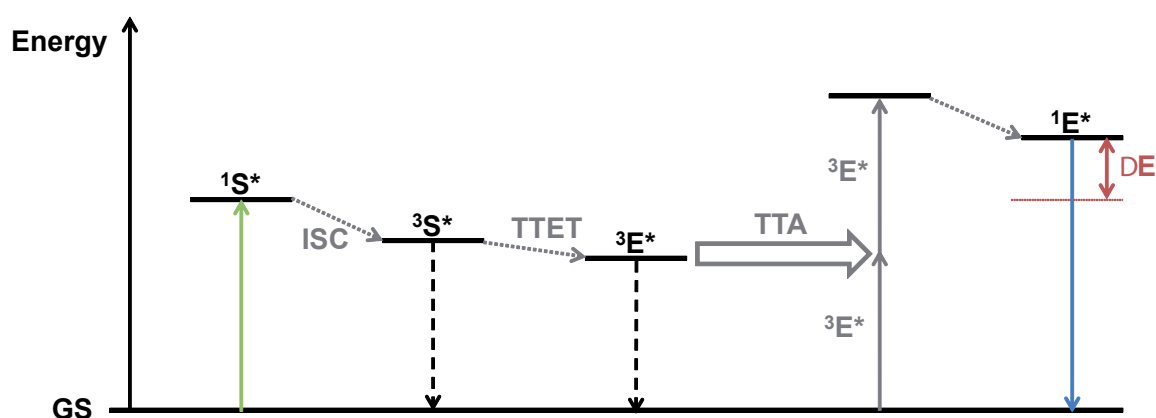 Energy
¹S*
ISC
³S*
TTET
³E*
TTA
³E*
³E*
¹E*
DE
GS